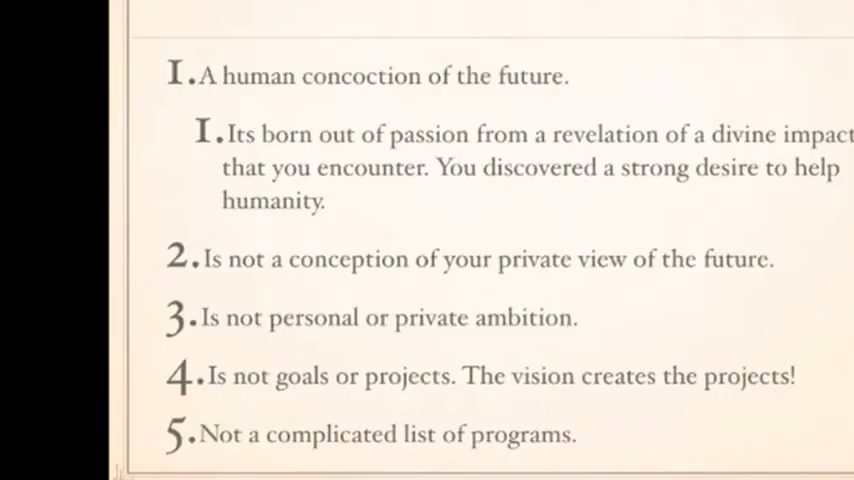 1. A human concoction of the future.
1. Its born out of passion from a revelation of a divine impact
that you encounter. You discovered a strong desire to help
humanity.
2. Is not a conception of your private view of the future.
3. Is not personal or private ambition.
4. Is not goals or projects. The vision creates the projects!
5. Not a complicated list of programs.